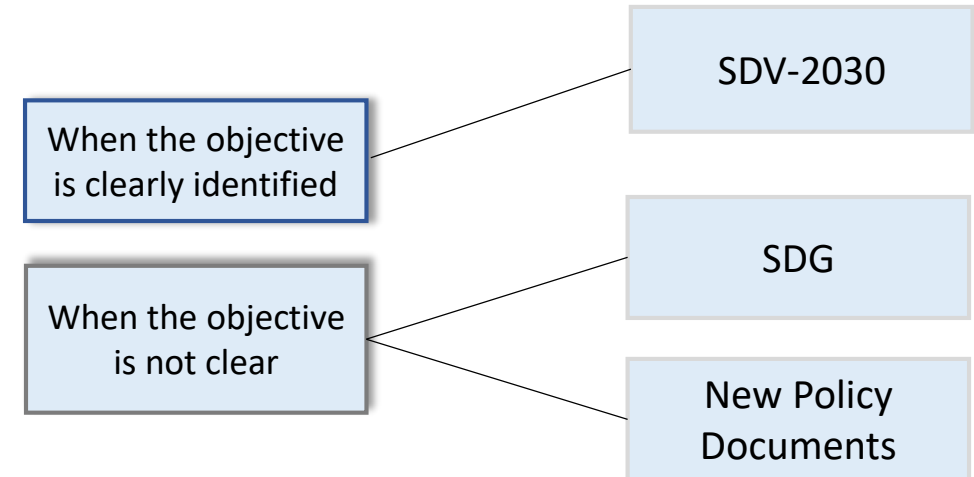 SDV-2030
When the objective
is clearly identified
SDG
When the objective
is not clear
New Policy
Documents